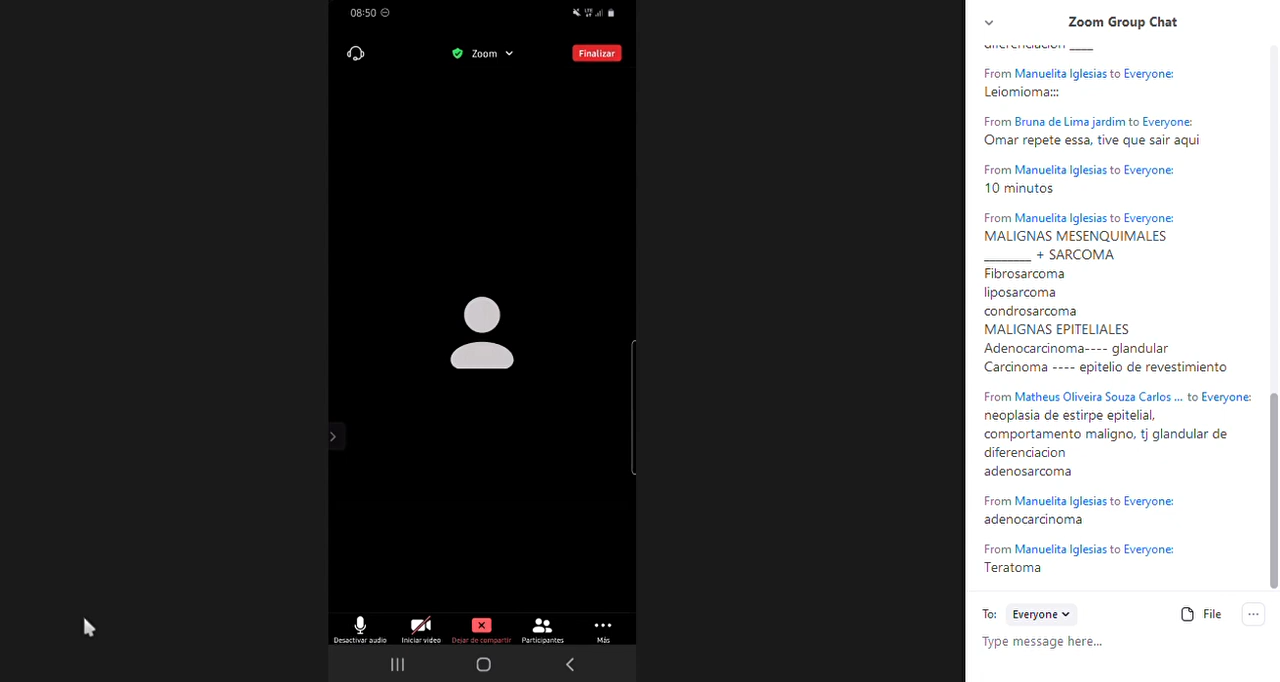 08:50
LTE
Zoom
Finalizar
Desactivar audio
Iniciar video
Dejar de compartir
Participantes
Más
Zoom Group Chat
diferenciacion ____
From Manuelita Iglesias to Everyone:
Leiomioma:::
From Bruna de Lima jardim to Everyone:
Omar repete essa, tive que sair aqui
From Manuelita Iglesias to Everyone:
10 minutos
From Manuelita Iglesias to Everyone:
MALIGNAS MESENQUIMALES
________ + SARCOMA
Fibrosarcoma
liposarcoma
condrosarcoma
MALIGNAS EPITELIALES
Adenocarcinoma---- glandular
Carcinoma ---- epitelio de revestimiento
From Matheus Oliveira Souza Carlos ... to Everyone:
neoplasia de estirpe epitelial,
comportamento maligno, tj glandular de
diferenciacion
adenosarcoma
From Manuelita Iglesias to Everyone:
adenocarcinoma
From Manuelita Iglesias to Everyone:
Teratoma
To: Everyone
File
Type message here...